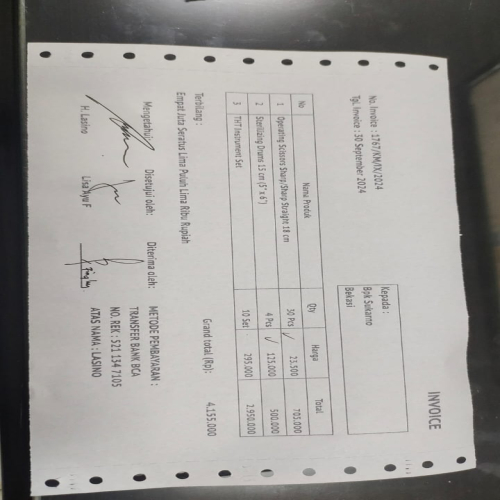 INVOICE
No. Invoice : 1767/KM/IX/2024
Tgl. Invoice : 30 September 2024
Kepada :
Bpk Sukarno
Bekasi
No Nama Produk Qty Harga Total
1 Operating Scissors Sharp/Sharp Straight 18 cm 30 Pcs 23.500 705.000
2 Sterilizing Drums 15 cm (5" x 6") 4 Pcs 125.000 500.000
3 THT Instrument Set 10 Set 295.000 2.950.000
Grand total (Rp): 4.155.000
Terbilang :
Empat Juta Seratus Lima Puluh Lima Ribu Rupiah
Mengetahui: Disetujui oleh: Diterima oleh:
H. Lasino Lina Ayu F
METODE PEMBAYARAN :
TRANSFER BANK BCA
NO. REK : 521 134 7105
ATAS NAMA : LASINO